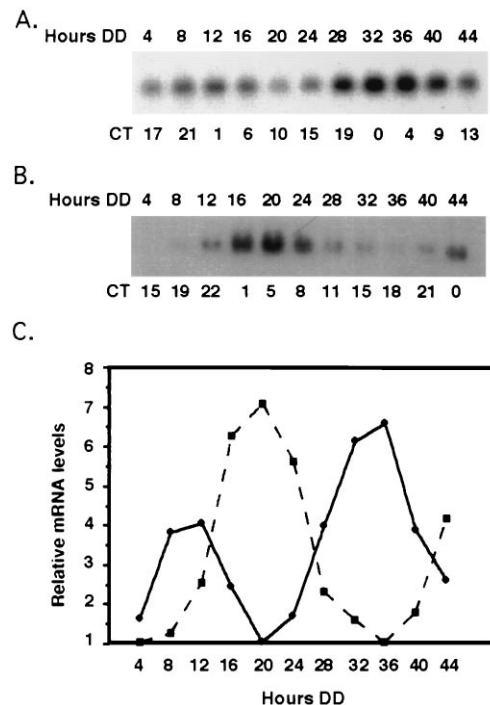 A.
Hours DD 4 8 12 16 20 24 28 32 36 40 44
CT 17 21 1 6 10 15 19 0 4 9 13
B.
Hours DD 4 8 12 16 20 24 28 32 36 40 44
CT 15 19 22 1 5 8 11 15 18 21 0
C.
Relative mRNA levels
8
7
6
5
4
3
2
1
4 8 12 16 20 24 28 32 36 40 44
Hours DD